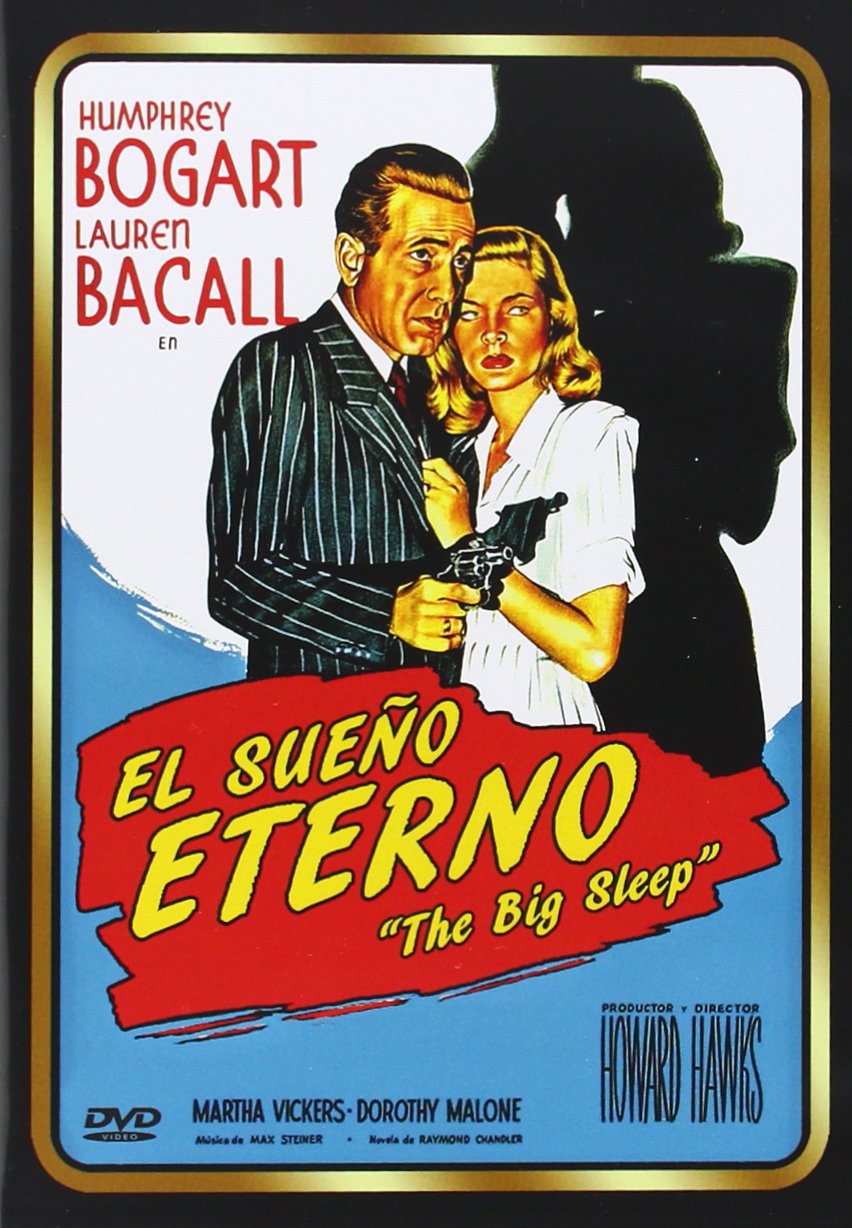 HUMPHREY
BOGART
LAUREN
BACALL
EN
EL SUEÑO
ETERNO
"The Big Sleep"
PRODUCTOR Y DIRECTOR
HOWARD HAWKS
MARTHA VICKERS · DOROTHY MALONE
Música de MAX STEINER · Novela de RAYMOND CHANDLER
DVD
VIDEO